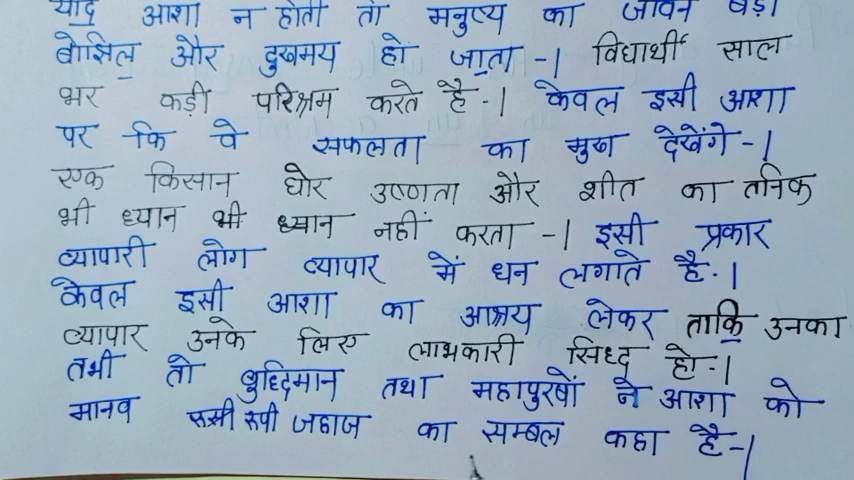 यदि आशा न होती तो मनुष्य का जीवन बड़ा
बोझिल और दुखमय हो जाता -। विद्यार्थी साल
भर कड़ी परिश्रम करते है -। केवल इसी आशा
पर कि वे सफलता का मुख देखेंगे -।
एक किसान घोर उष्णता और शीत का तनिक
भी ध्यान भी ध्यान नहीं करता -। इसी प्रकार
व्यापारी लोग व्यापार में धन लगाते है -।
केवल इसी आशा का आश्रय लेकर ताकि उनका
व्यापार उनके लिए लाभकारी सिध्द हो -।
तभी तो बुध्दिमान तथा महापुरषों ने आशा को
मानव रूपी जहाज का सम्बल कहा है -।